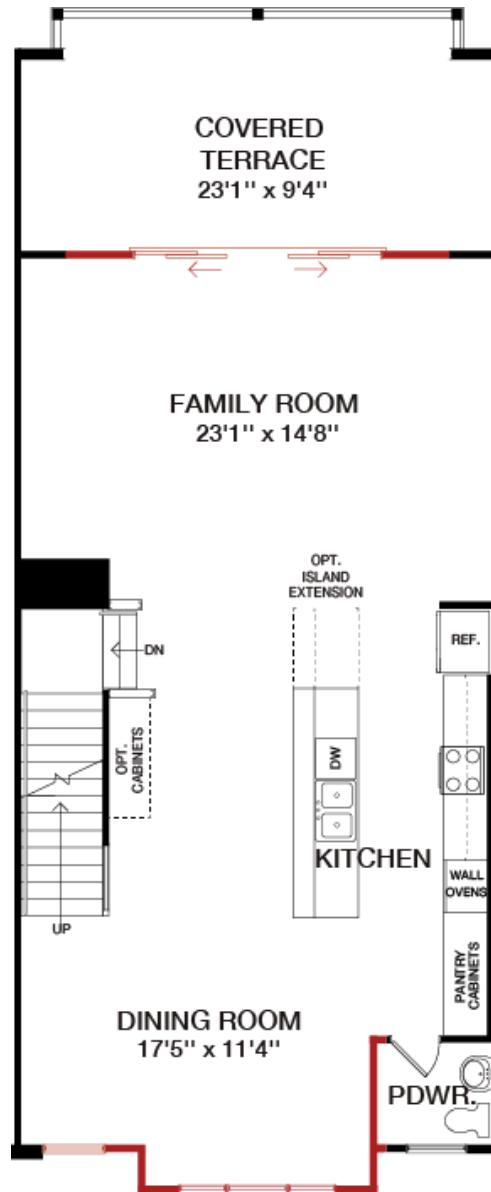 COVERED
TERRACE
23'1'' x 9'4''
FAMILY ROOM
23'1'' x 14'8''
OPT.
ISLAND
EXTENSION
REF.
DN
OPT.
CABINETS
DW
KITCHEN
WALL
OVENS
PANTRY
CABINETS
UP
DINING ROOM
17'5'' x 11'4''
PDWR.